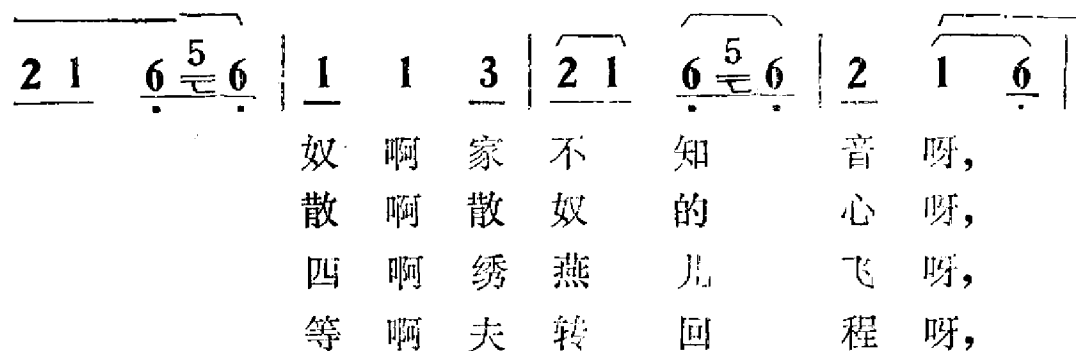 2 1 6 5 6 | 1 1 3 | 2 1 6 5 6 | 2 1 6 |
奴啊家不知音呀,
散啊散奴的心呀,
四啊绣燕儿飞呀,
等啊夫转回程呀,